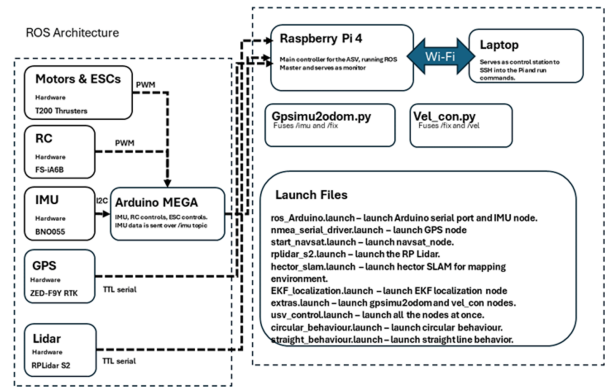 ROS Architecture
Motors & ESCs
Hardware
T200 Thrusters
PWM
RC
Hardware
FS-iA6B
PWM
IMU
Hardware
BNO055
I2C
Arduino MEGA
IMU, RC controls, ESC controls.
IMU data is sent over /imu topic
GPS
Hardware
ZED-F9Y RTK
TTL serial
Lidar
Hardware
RPLidar S2
TTL serial
Raspberry Pi 4
Main controller for the ASV, running ROS
Master and serves as monitor
Wi-Fi
Laptop
Serves as control station to
SSH into the Pi and run
commands.
Gpsimu2odom.py
Fuses /imu and /fix
Vel_con.py
Fuses /fix and /vel
Launch Files
ros_Arduino.launch – launch Arduino serial port and IMU node.
nmea_serial_driver.launch – launch GPS node
start_navsat.launch – launch navsat_node.
rplidar_s2.launch – launch the RP Lidar.
hector_slam.launch – launch hector SLAM for mapping
environment.
EKF_localization.launch – launch EKF localization node
extras.launch – launch gpsimu2odom and vel_con nodes.
usv_control.launch – launch all the nodes at once.
circular_behaviour.launch – launch circular behaviour.
straight_behaviour.launch – launch straight line behavior.